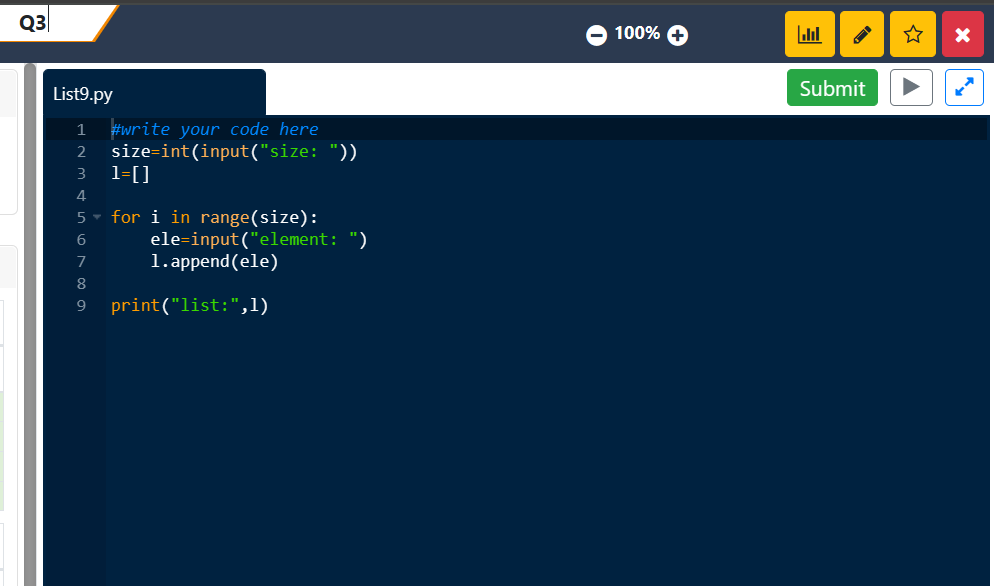 Q3
100%
List9.py
Submit
1 #write your code here
2 size=int(input("size: "))
3 l=[]
4
5 for i in range(size):
6     ele=input("element: ")
7     l.append(ele)
8
9 print("list:",l)